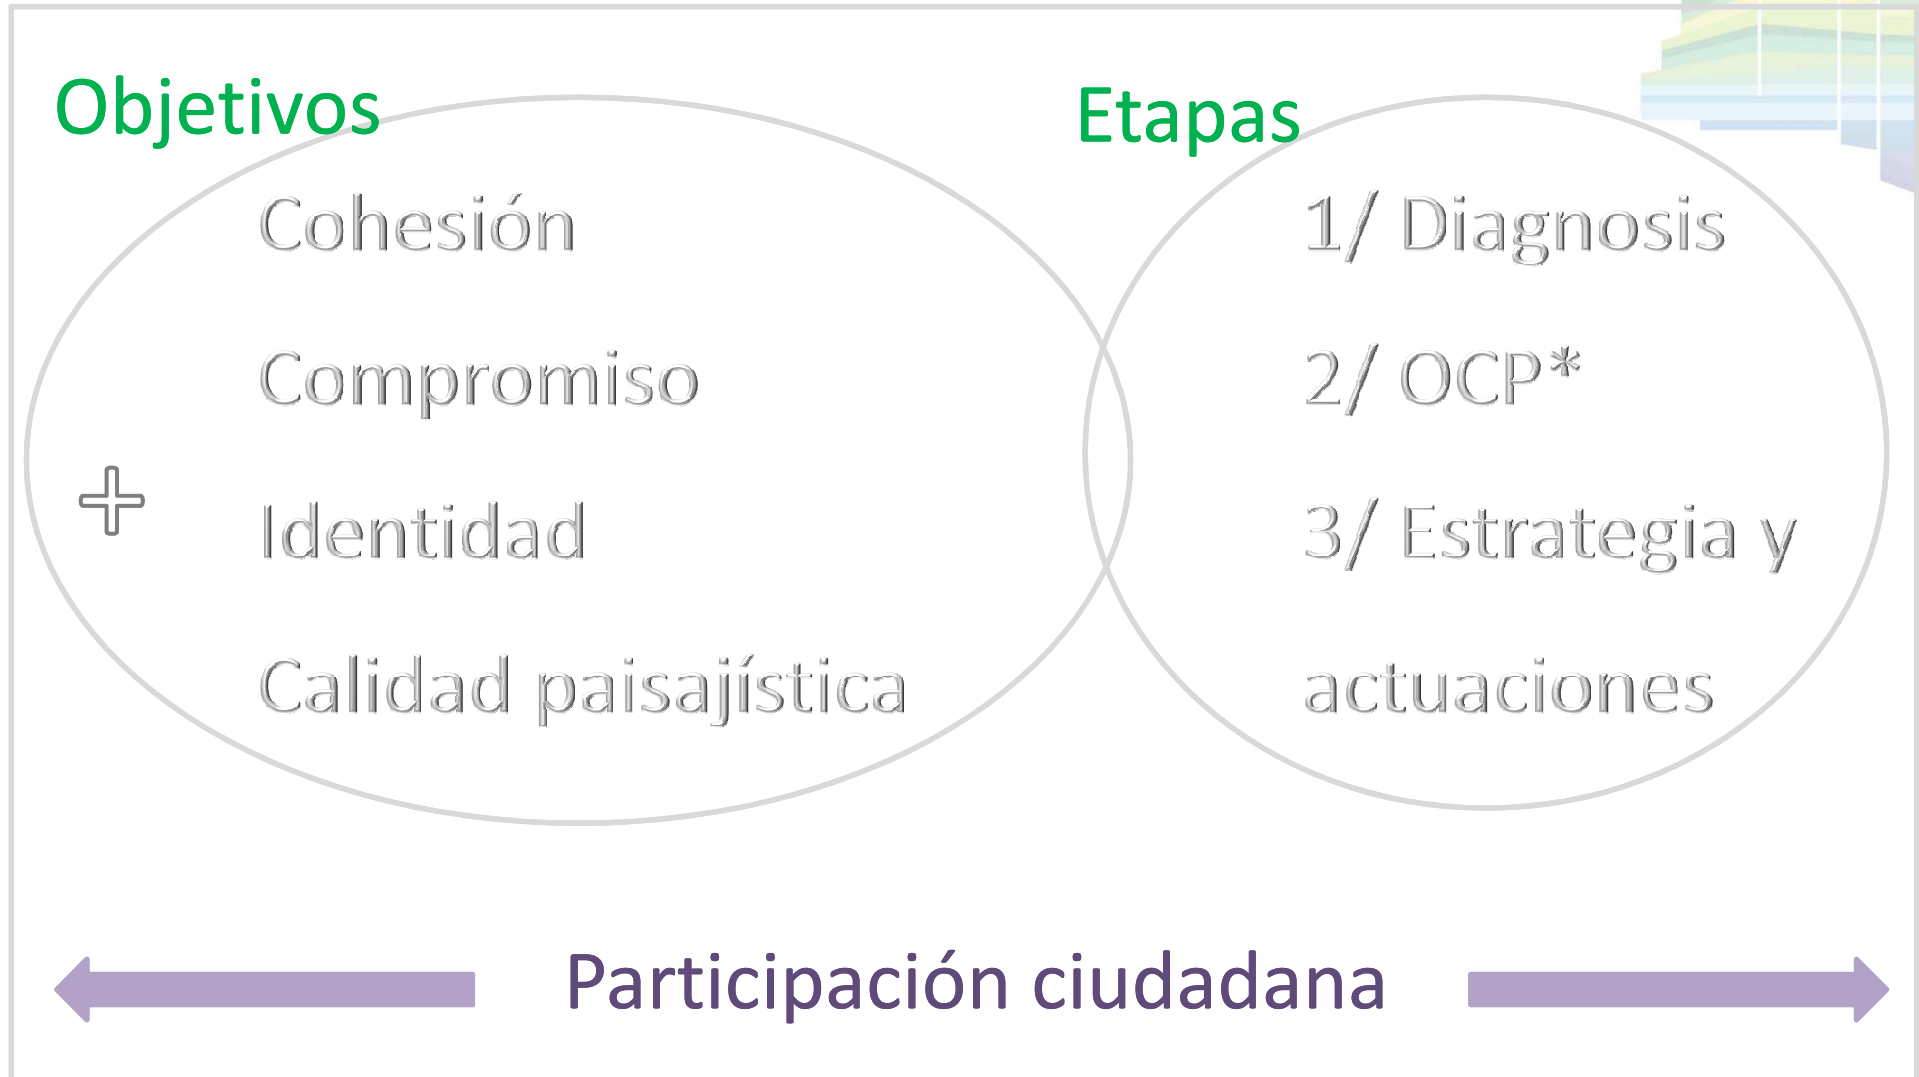 Objetivos
Cohesión
Compromiso
Identidad
Calidad paisajística
Etapas
1/ Diagnosis
2/ OCP*
3/ Estrategia y
actuaciones
Participación ciudadana